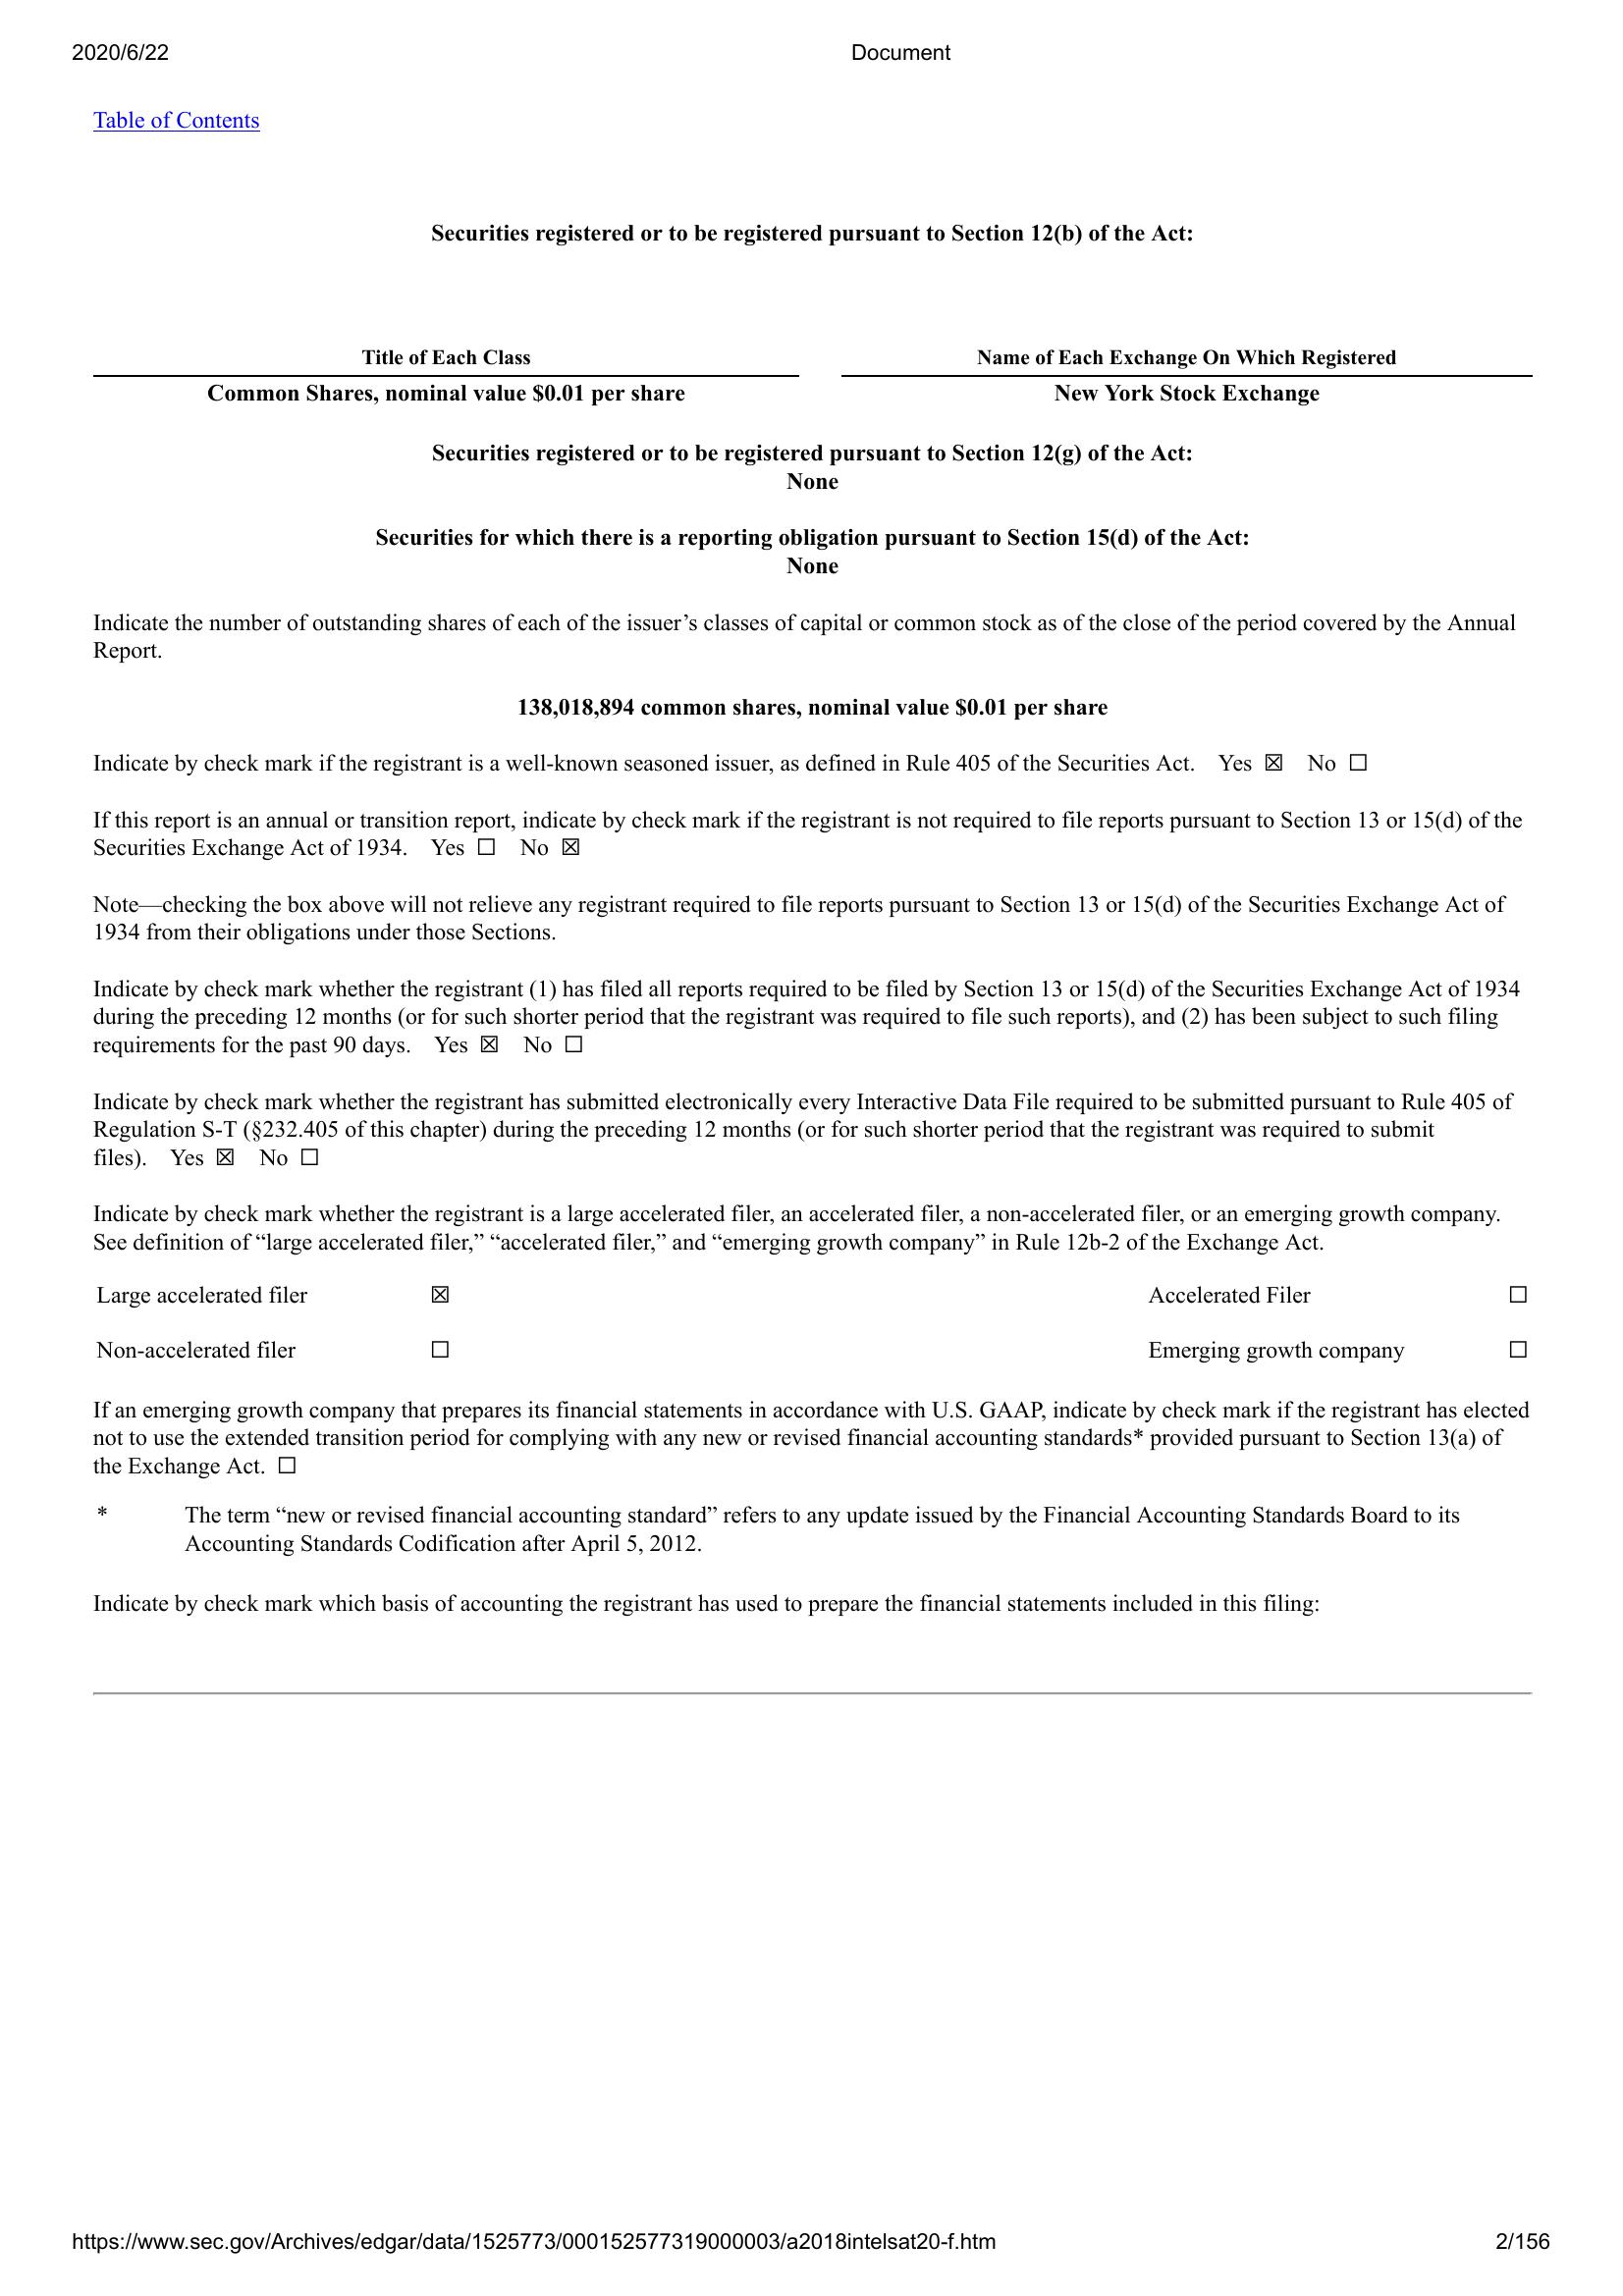 2020/6/22 Document
Table of Contents
Securities registered or to be registered pursuant to Section 12(b) of the Act:
Title of Each Class Name of Each Exchange On Which Registered
Common Shares, nominal value $0.01 per share New York Stock Exchange
Securities registered or to be registered pursuant to Section 12(g) of the Act:
None
Securities for which there is a reporting obligation pursuant to Section 15(d) of the Act:
None
Indicate the number of outstanding shares of each of the issuer’s classes of capital or common stock as of the close of the period covered by the Annual
Report.
138,018,894 common shares, nominal value $0.01 per share
Indicate by check mark if the registrant is a well-known seasoned issuer, as defined in Rule 405 of the Securities Act. Yes ☒ No ☐
If this report is an annual or transition report, indicate by check mark if the registrant is not required to file reports pursuant to Section 13 or 15(d) of the
Securities Exchange Act of 1934. Yes ☐ No ☒
Note—checking the box above will not relieve any registrant required to file reports pursuant to Section 13 or 15(d) of the Securities Exchange Act of
1934 from their obligations under those Sections.
Indicate by check mark whether the registrant (1) has filed all reports required to be filed by Section 13 or 15(d) of the Securities Exchange Act of 1934
during the preceding 12 months (or for such shorter period that the registrant was required to file such reports), and (2) has been subject to such filing
requirements for the past 90 days. Yes ☒ No ☐
Indicate by check mark whether the registrant has submitted electronically every Interactive Data File required to be submitted pursuant to Rule 405 of
Regulation S-T (§232.405 of this chapter) during the preceding 12 months (or for such shorter period that the registrant was required to submit
files). Yes ☒ No ☐
Indicate by check mark whether the registrant is a large accelerated filer, an accelerated filer, a non-accelerated filer, or an emerging growth company.
See definition of “large accelerated filer,” “accelerated filer,” and “emerging growth company” in Rule 12b-2 of the Exchange Act.
Large accelerated filer ☒ Accelerated Filer ☐
Non-accelerated filer ☐ Emerging growth company ☐
If an emerging growth company that prepares its financial statements in accordance with U.S. GAAP, indicate by check mark if the registrant has elected
not to use the extended transition period for complying with any new or revised financial accounting standards* provided pursuant to Section 13(a) of
the Exchange Act. ☐
* The term “new or revised financial accounting standard” refers to any update issued by the Financial Accounting Standards Board to its
Accounting Standards Codification after April 5, 2012.
Indicate by check mark which basis of accounting the registrant has used to prepare the financial statements included in this filing:
https://www.sec.gov/Archives/edgar/data/1525773/000152577319000003/a2018intelsat20-f.htm 2/156